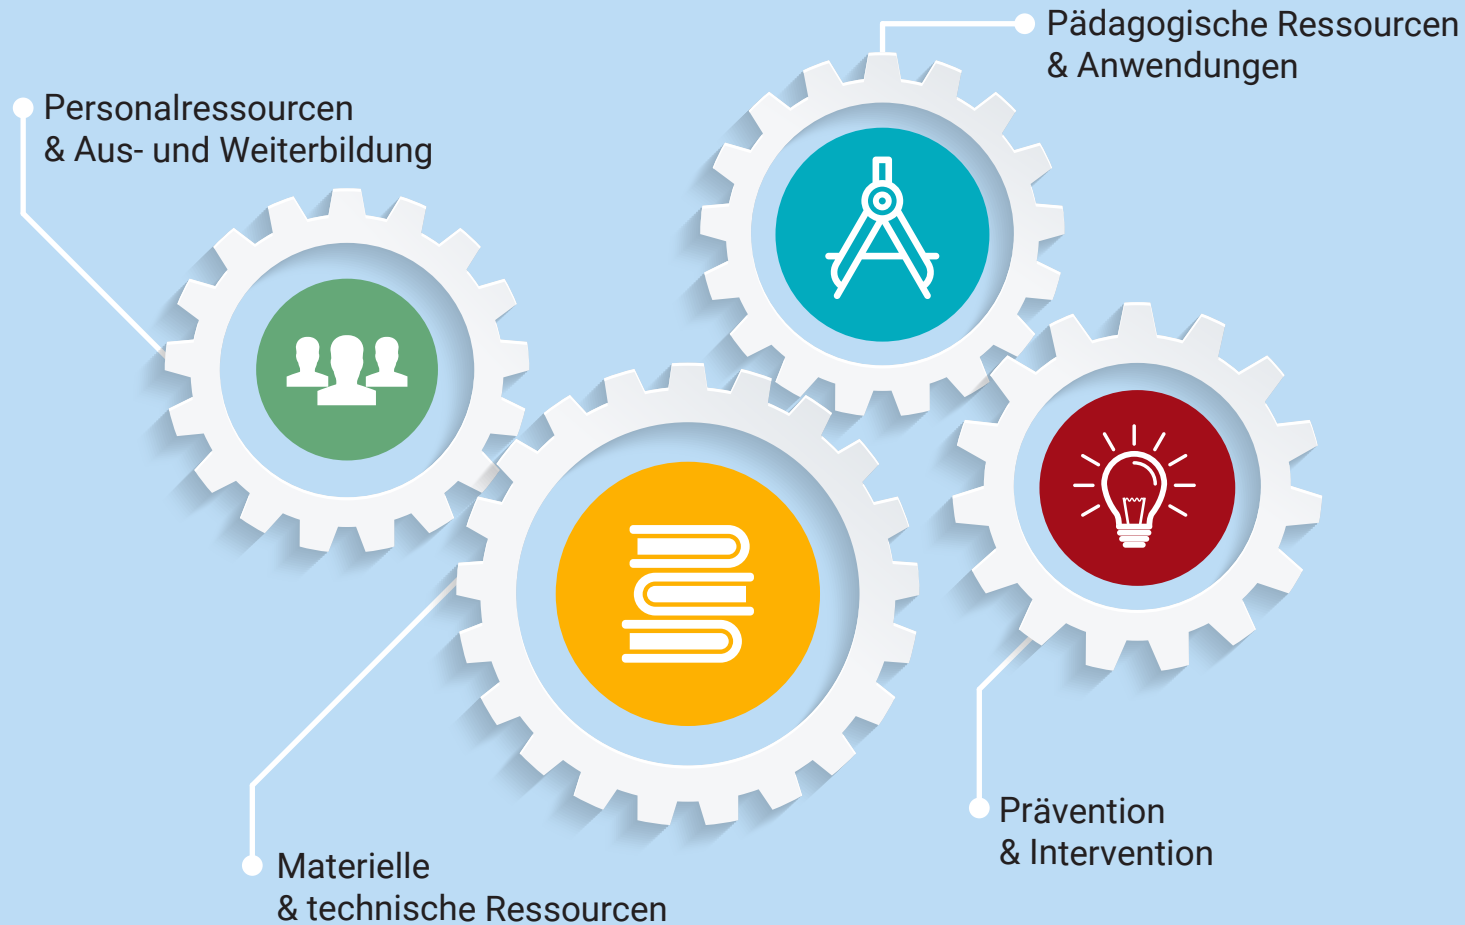 Pädagogische Ressourcen
& Anwendungen
Personalressourcen
& Aus- und Weiterbildung
Prävention
& Intervention
Materielle
& technische Ressourcen